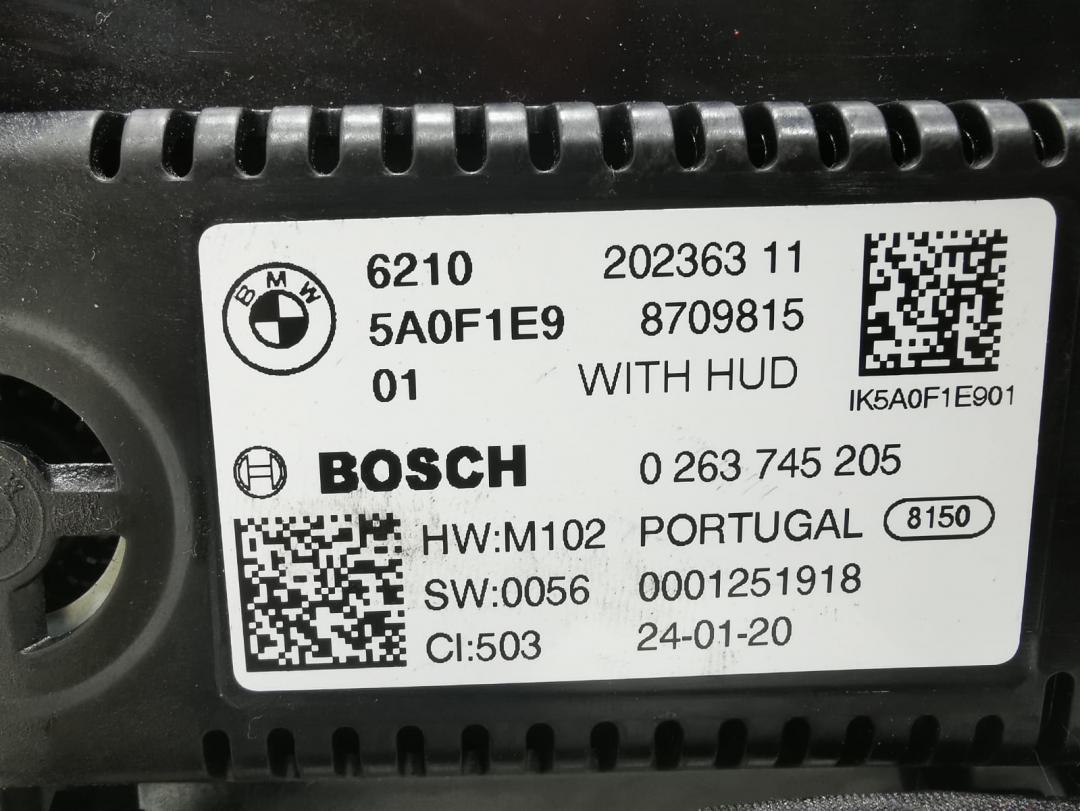 BMW
6210
202363 11
5A0F1E9
8709815
01
WITH HUD
IK5A0F1E901
BOSCH
0 263 745 205
HW:M102
PORTUGAL
8150
SW:0056
0001251918
CI:503
24-01-20